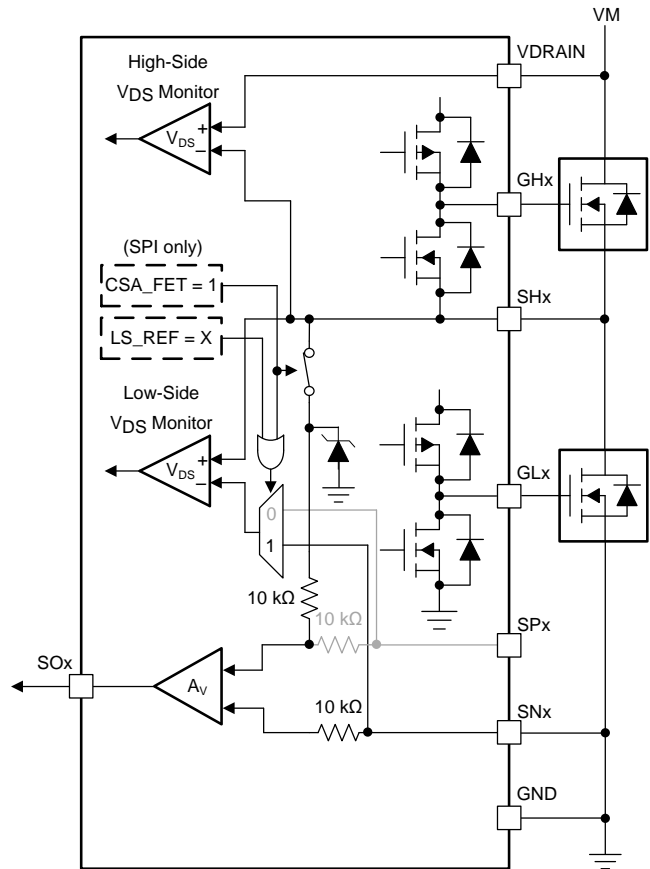 VM
VDRAIN
High-Side
VDS Monitor
VDS
+
−
GHx
(SPI only)
CSA_FET = 1
SHx
LS_REF = X
Low-Side
VDS Monitor
VDS
+
−
GLx
0
1
10 kΩ
10 kΩ
SPx
SOx
AV
10 kΩ
SNx
GND